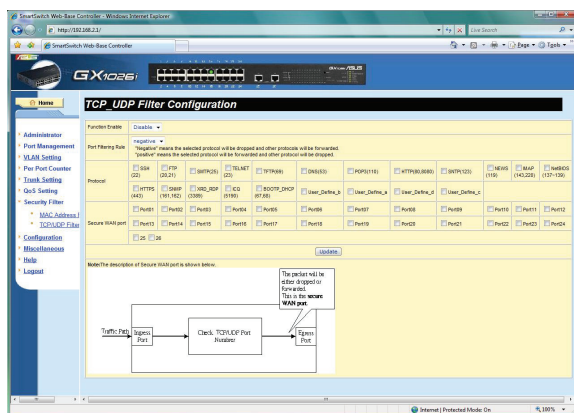 SmartSwitch Web-Base Controller - Windows Internet Explorer
http://192.168.2.1/
Live Search
SmartSwitch Web-Base Controller
Page
Tools
GX1026i
/SUS
Home
TCP_UDP Filter Configuration
Administrator
Port Management
VLAN Setting
Per Port Counter
Trunk Setting
QoS Setting
Security Filter
MAC Address
TCP/UDP Filter
Configuration
Miscellaneous
Help
Logout
Function Enable Disable
Port Filtering Rule negative
"Negative" means the selected protocol will be dropped and other protocols will be forwarded.
"positive" means the selected protocol will be forwarded and other protocol will be dropped.
Protocol
SSH (22) FTP (20,21) SMTP(25) TELNET (23) TFTP(69) DNS(53) POP3(110) HTTP(80,8080) SNTP(123) NEWS (119) IMAP (143,220) NetBIOS (137~139)
HTTPS (443) SNMP (161,162) XRD_RDP (3389) ICQ (5190) BOOTP_DHCP (67,68) User_Define_b User_Define_a User_Define_d User_Define_c
Secure WAN port
Port01 Port02 Port03 Port04 Port05 Port06 Port07 Port08 Port09 Port10 Port11 Port12
Port13 Port14 Port15 Port16 Port17 Port18 Port19 Port20 Port21 Port22 Port23 Port24
25 26
Update
Note:The description of Secure WAN port is shown below.
The packet will be
either dropped or
forwarded.
This is the secure
WAN port.
Traffic Path
Ingress
Port
Check TCP/UDP Port
Number
Egress
Port
Internet | Protected Mode: On
100%